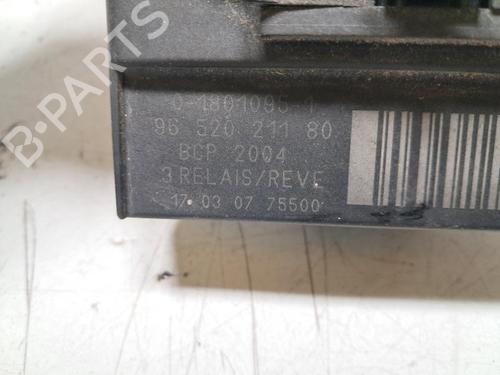 0-1801095-1
96 520 211 80
BCP 2004
3 RELAIS/REVE
17 03 07 75500
B-PARTS